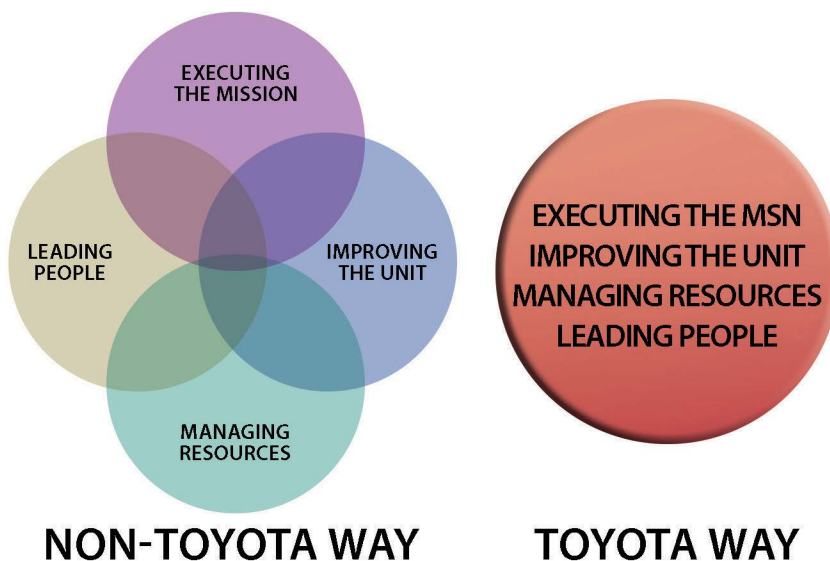 EXECUTING
THE MISSION
LEADING
PEOPLE
IMPROVING
THE UNIT
MANAGING
RESOURCES
NON-TOYOTA WAY
EXECUTING THE MSN
IMPROVING THE UNIT
MANAGING RESOURCES
LEADING PEOPLE
TOYOTA WAY